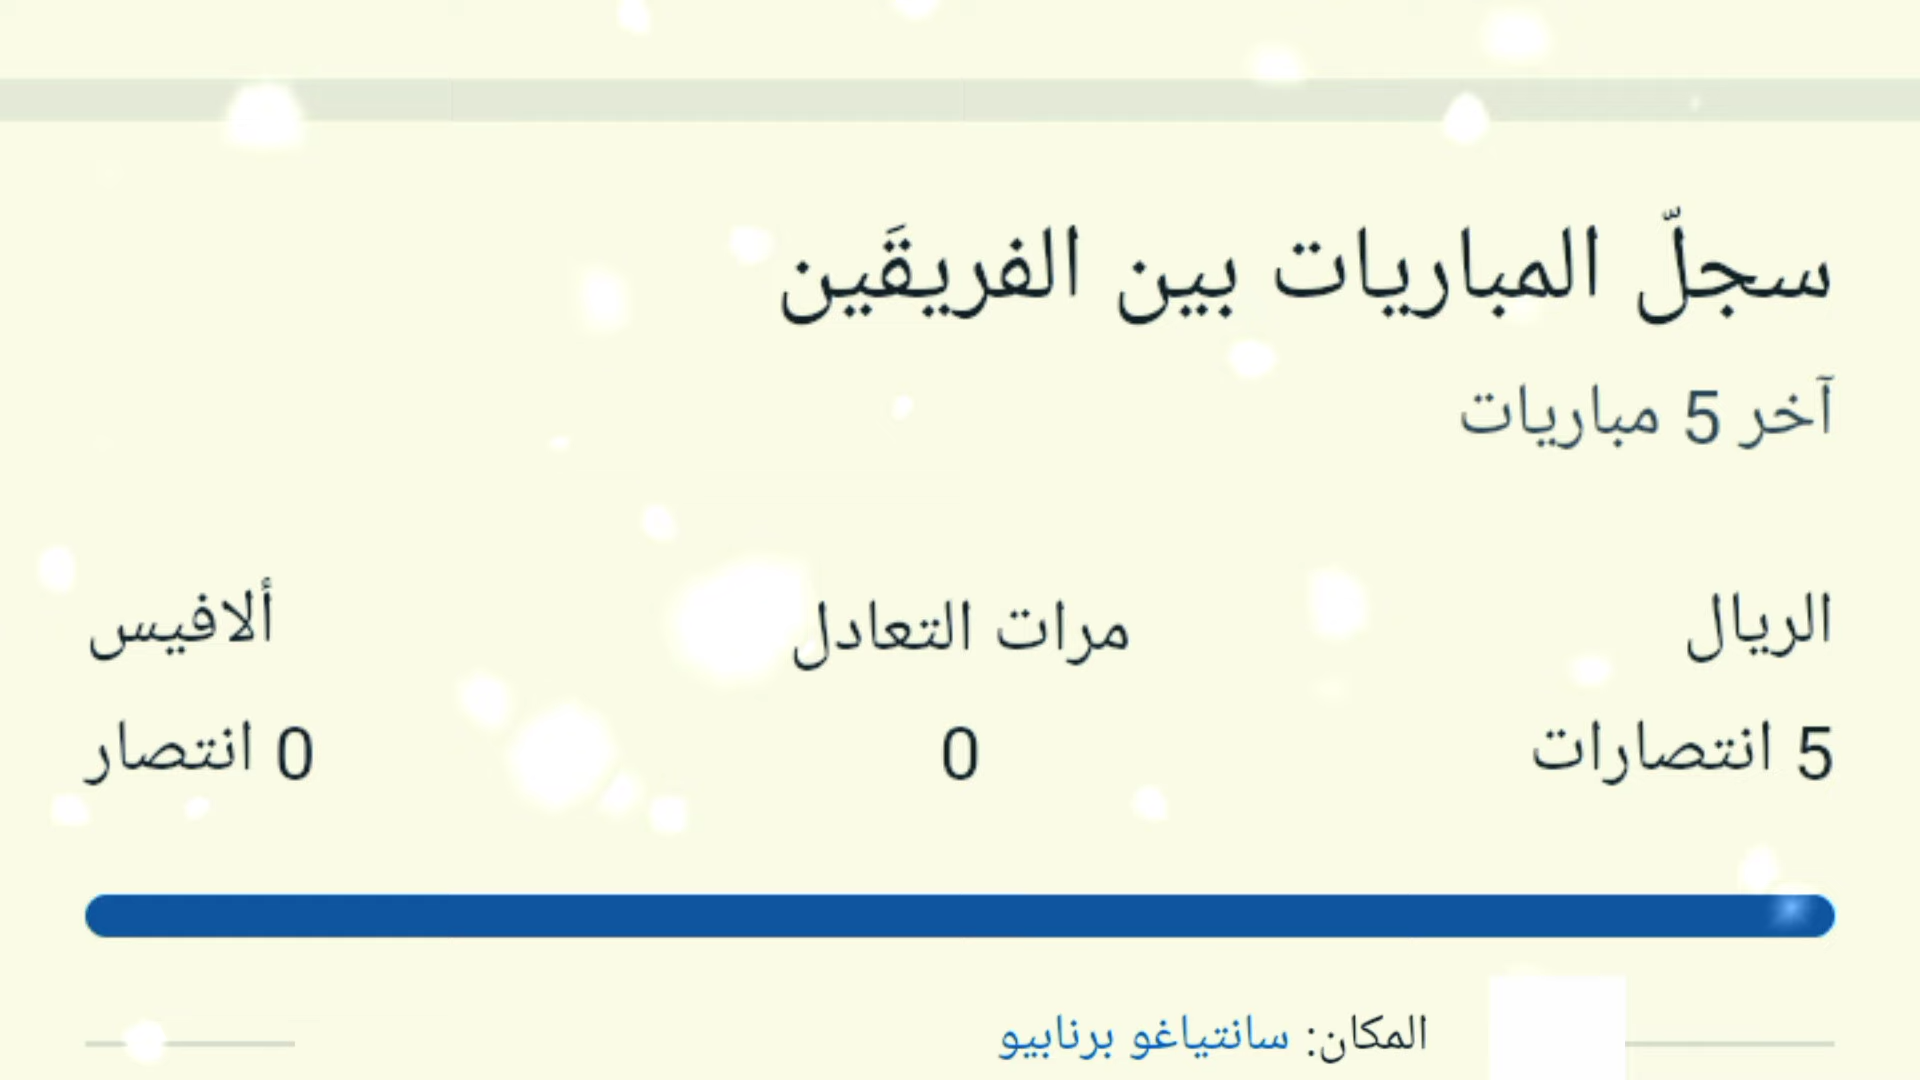 سجلّ المباريات بين الفريقَين
آخر 5 مباريات
الريال مرات التعادل ألافيس
5 انتصارات 0 0 انتصار
المكان: سانتياغو برنابيو